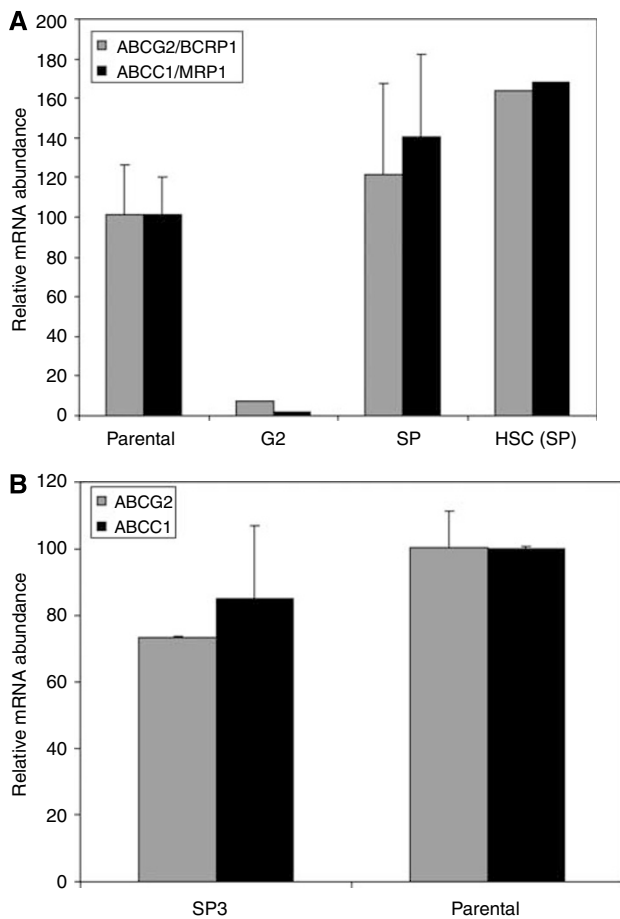 A
200
180
160
140
120
100
80
60
40
20
0
Relative mRNA abundance
ABCG2/BCRP1
ABCC1/MRP1
Parental G2 SP HSC (SP)
B
120
100
80
60
40
20
0
Relative mRNA abundance
ABCG2
ABCC1
SP3 Parental